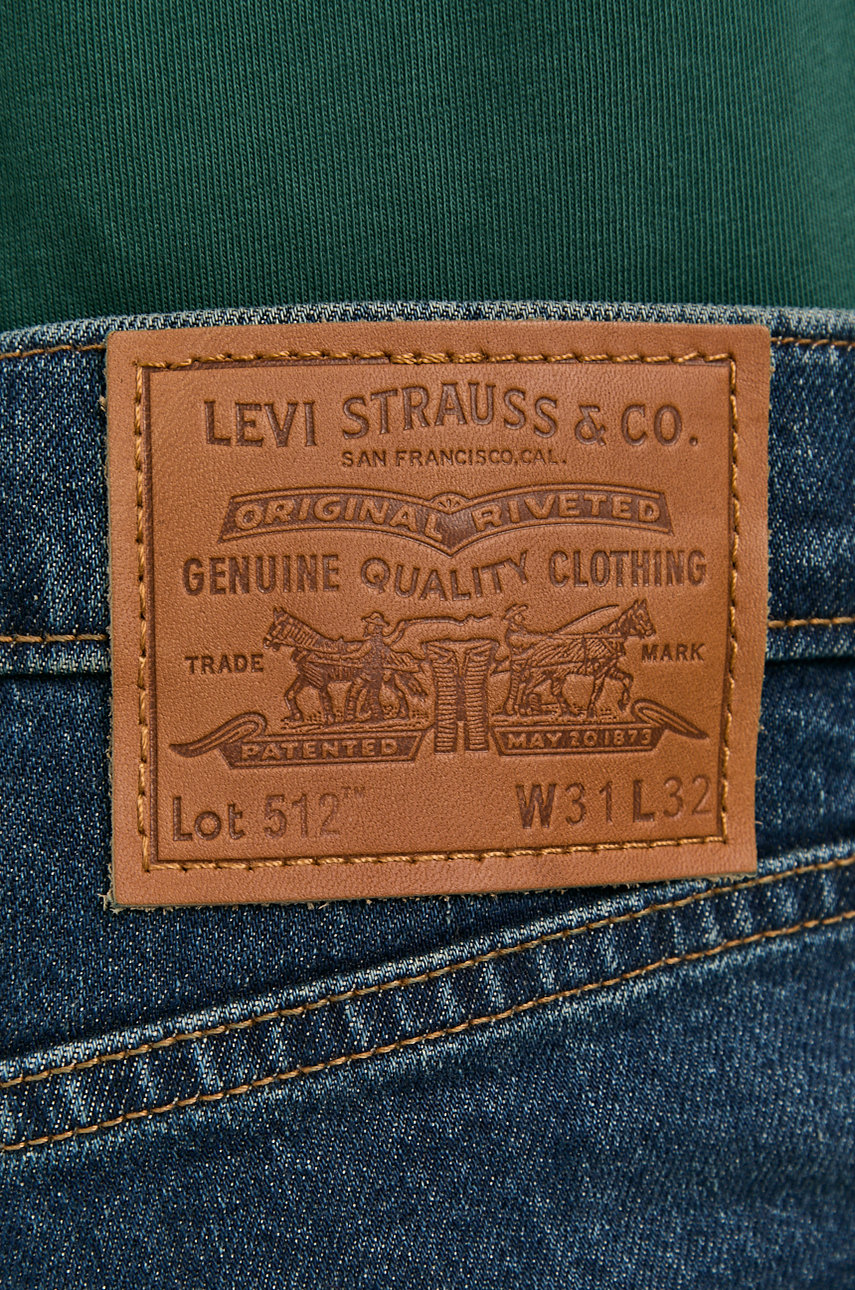 LEVI STRAUSS & CO.
SAN FRANCISCO, CAL.
ORIGINAL RIVETED
GENUINE QUALITY CLOTHING
TRADE MARK
PATENTED MAY 20 1873
Lot 512™ W31 L32